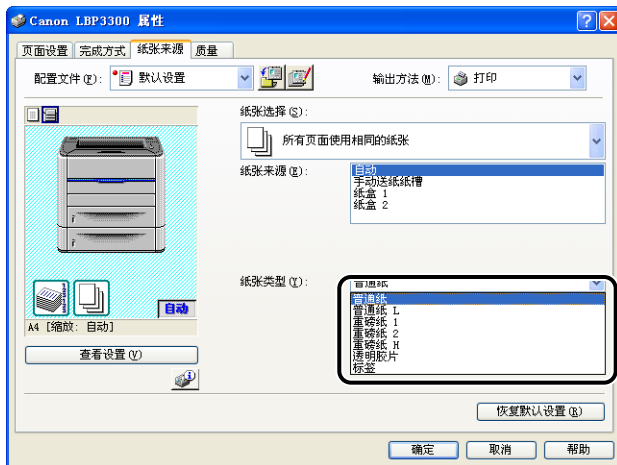 Canon LBP3300 属性
页面设置 完成方式 纸张来源 质量
配置文件(F): 默认设置
输出方法(M): 打印
纸张选择(S):
所有页面使用相同的纸张
纸张来源(E):
自动
手动送纸纸槽
纸盒 1
纸盒 2
纸张类型(Y):
普通纸
普通纸
普通纸 L
重磅纸 1
重磅纸 2
重磅纸 H
透明胶片
标签
自动
A4 [缩放: 自动]
查看设置(V)
恢复默认设置(R)
确定 取消 帮助